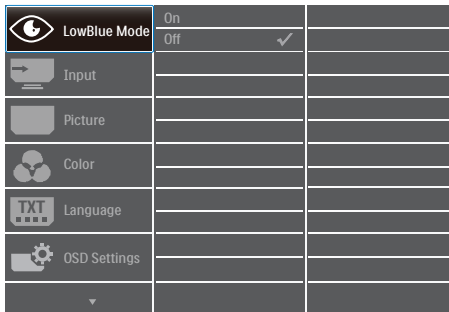 LowBlue Mode
On
Off
Input
Picture
Color
TXT
Language
OSD Settings